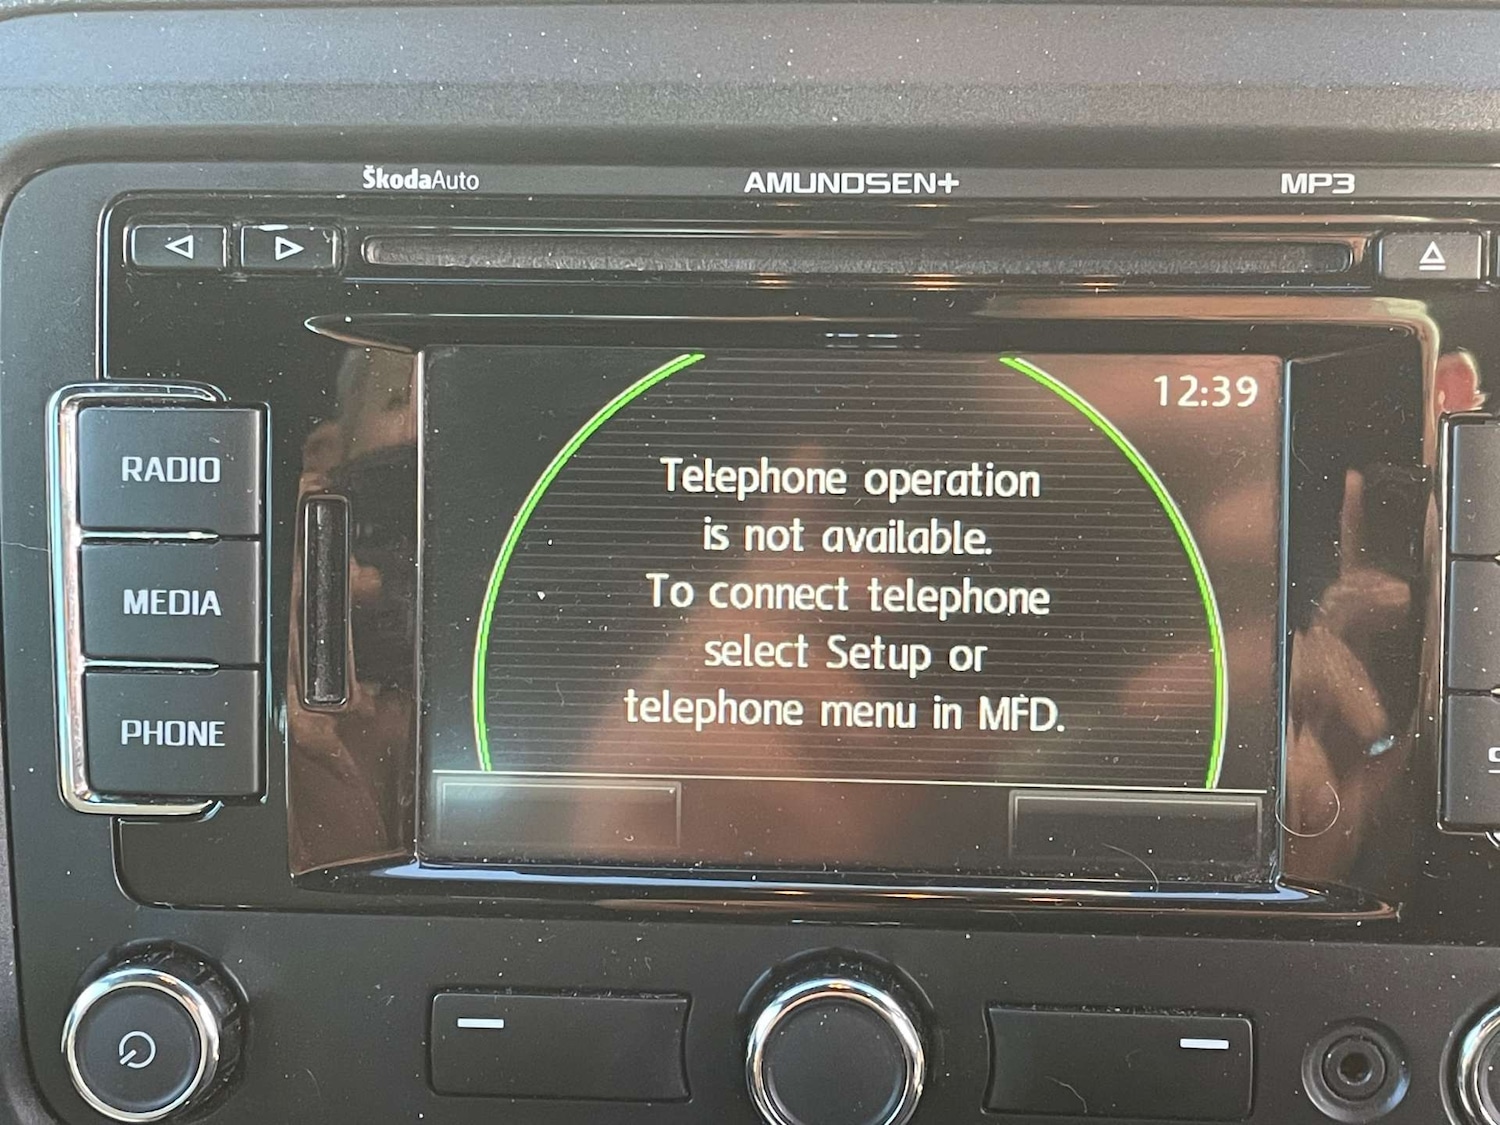 ŠkodaAuto
AMUNDSEN+
MP3
12:39
RADIO
MEDIA
PHONE
Telephone operation
is not available.
To connect telephone
select Setup or
telephone menu in MFD.